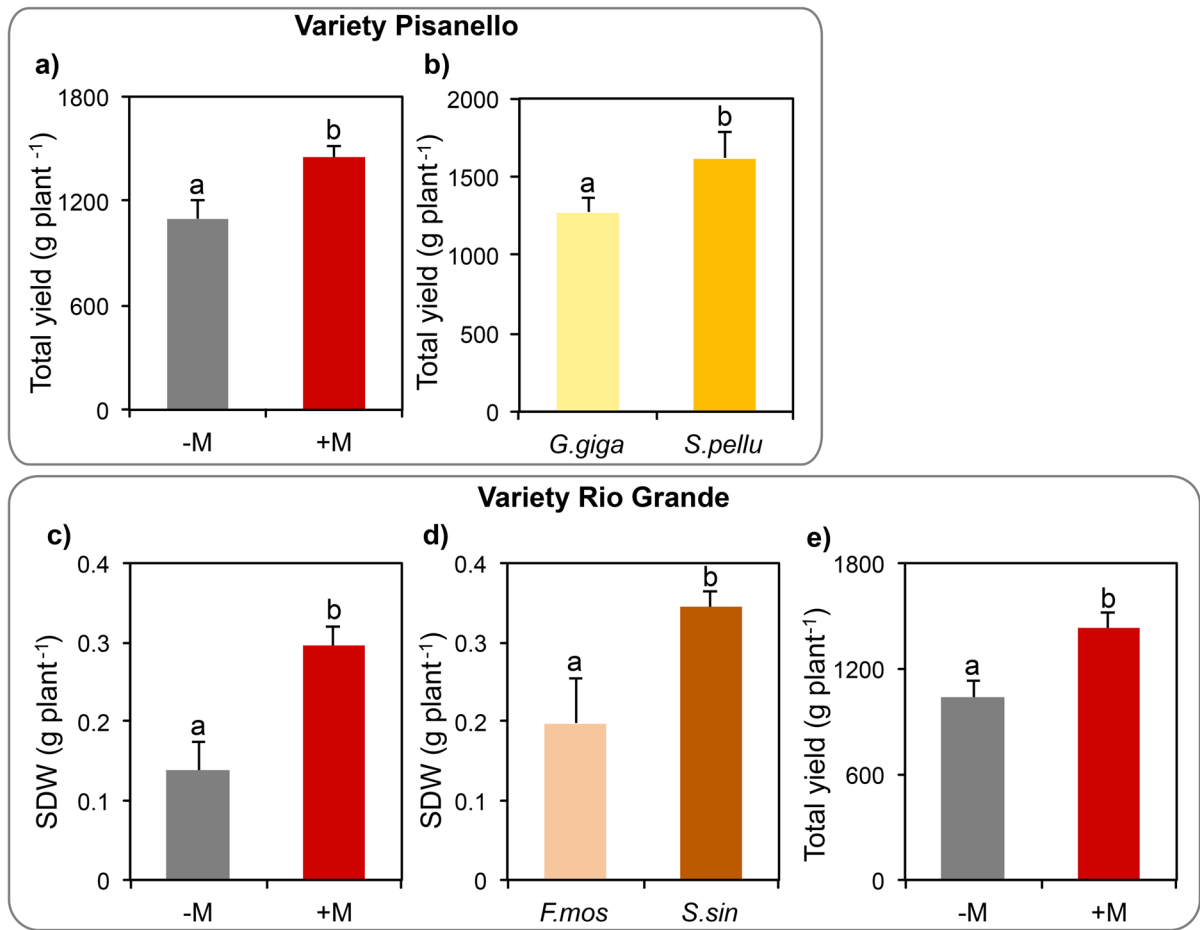 Variety Pisanello
a)
Total yield (g plant -1)
1800
1200
600
0
a
b
-M
+M
b)
Total yield (g plant-1)
2000
1500
1000
500
0
a
b
G.giga
S.pellu
Variety Rio Grande
c)
SDW (g plant-1)
0.4
0.3
0.2
0.1
0
a
b
-M
+M
d)
SDW (g plant-1)
0.4
0.3
0.2
0.1
0
a
b
F.mos
S.sin
e)
Total yield (g plant-1)
1800
1200
600
0
a
b
-M
+M